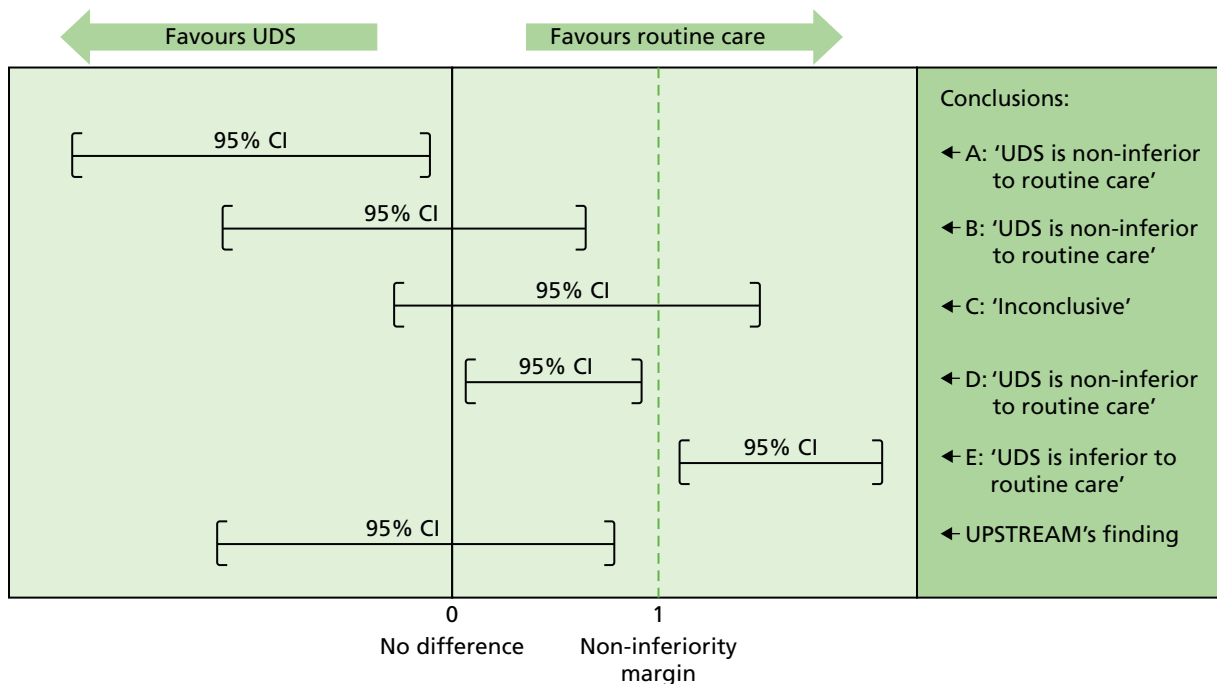 Favours UDS
Favours routine care
Conclusions:
95% CI
A: ‘UDS is non-inferior
to routine care’
95% CI
B: ‘UDS is non-inferior
to routine care’
95% CI
C: ‘Inconclusive’
95% CI
D: ‘UDS is non-inferior
to routine care’
95% CI
E: ‘UDS is inferior to
routine care’
95% CI
UPSTREAM’s finding
0
No difference
1
Non-inferiority
margin